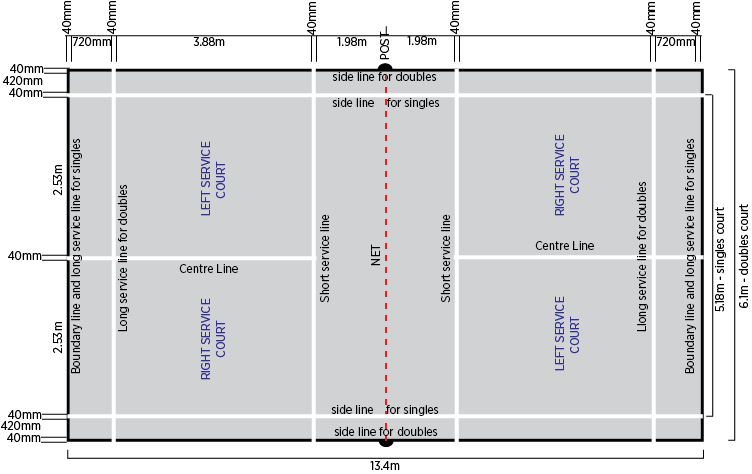 40mm
40mm
40mm
40mm
40mm
40mm
720mm
3.88m
1.98m
POST
1.98m
720mm
40mm
420mm
40mm
side line for doubles
side line for singles
2.53m
Boundary line and long service line for singles
Long service line for doubles
LEFT SERVICE
COURT
Short service line
NET
Short service line
RIGHT SERVICE
COURT
Llong service line for doubles
Boundary line and long service line for singles
5.18m - singles court
6.1m - doubles court
40mm
Centre Line
Centre Line
2.53m
RIGHT SERVICE
COURT
LEFT SERVICE
COURT
40mm
420mm
40mm
side line for singles
side line for doubles
13.4m